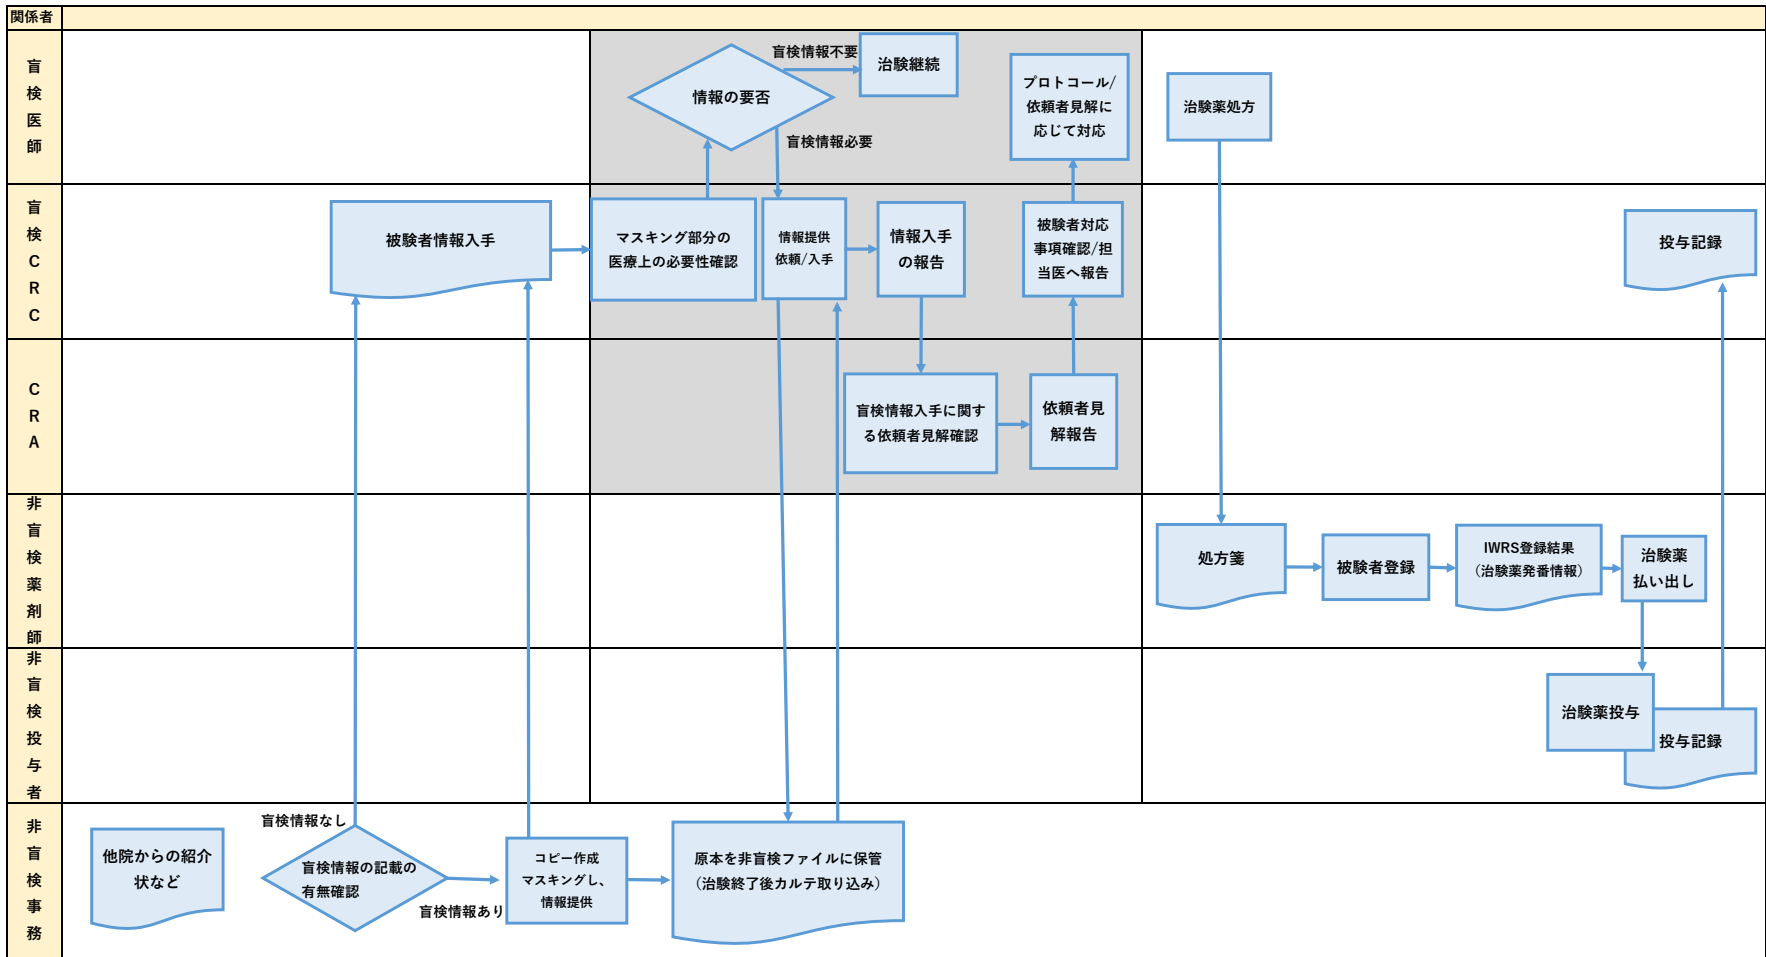 関係者
盲検医師
盲検情報不要
治験継続
情報の要否
盲検情報必要
プロトコール/
依頼者見解に
応じて対応
治験薬処方
盲検CRC
被験者情報入手
マスキング部分の
医療上の必要性確認
情報提供
依頼/入手
情報入手
の報告
被験者対応
事項確認/担
当医へ報告
投与記録
CRA
盲検情報入手に関す
る依頼者見解確認
依頼者見
解報告
非盲検薬剤師
処方箋
被験者登録
IWRS登録結果
（治験薬発番情報）
治験薬
払い出し
非盲検投与者
治験薬投与
投与記録
非盲検事務
他院からの紹介
状など
盲検情報なし
盲検情報の記載の
有無確認
盲検情報あり
コピー作成
マスキングし、
情報提供
原本を非盲検ファイルに保管
（治験終了後カルテ取り込み）